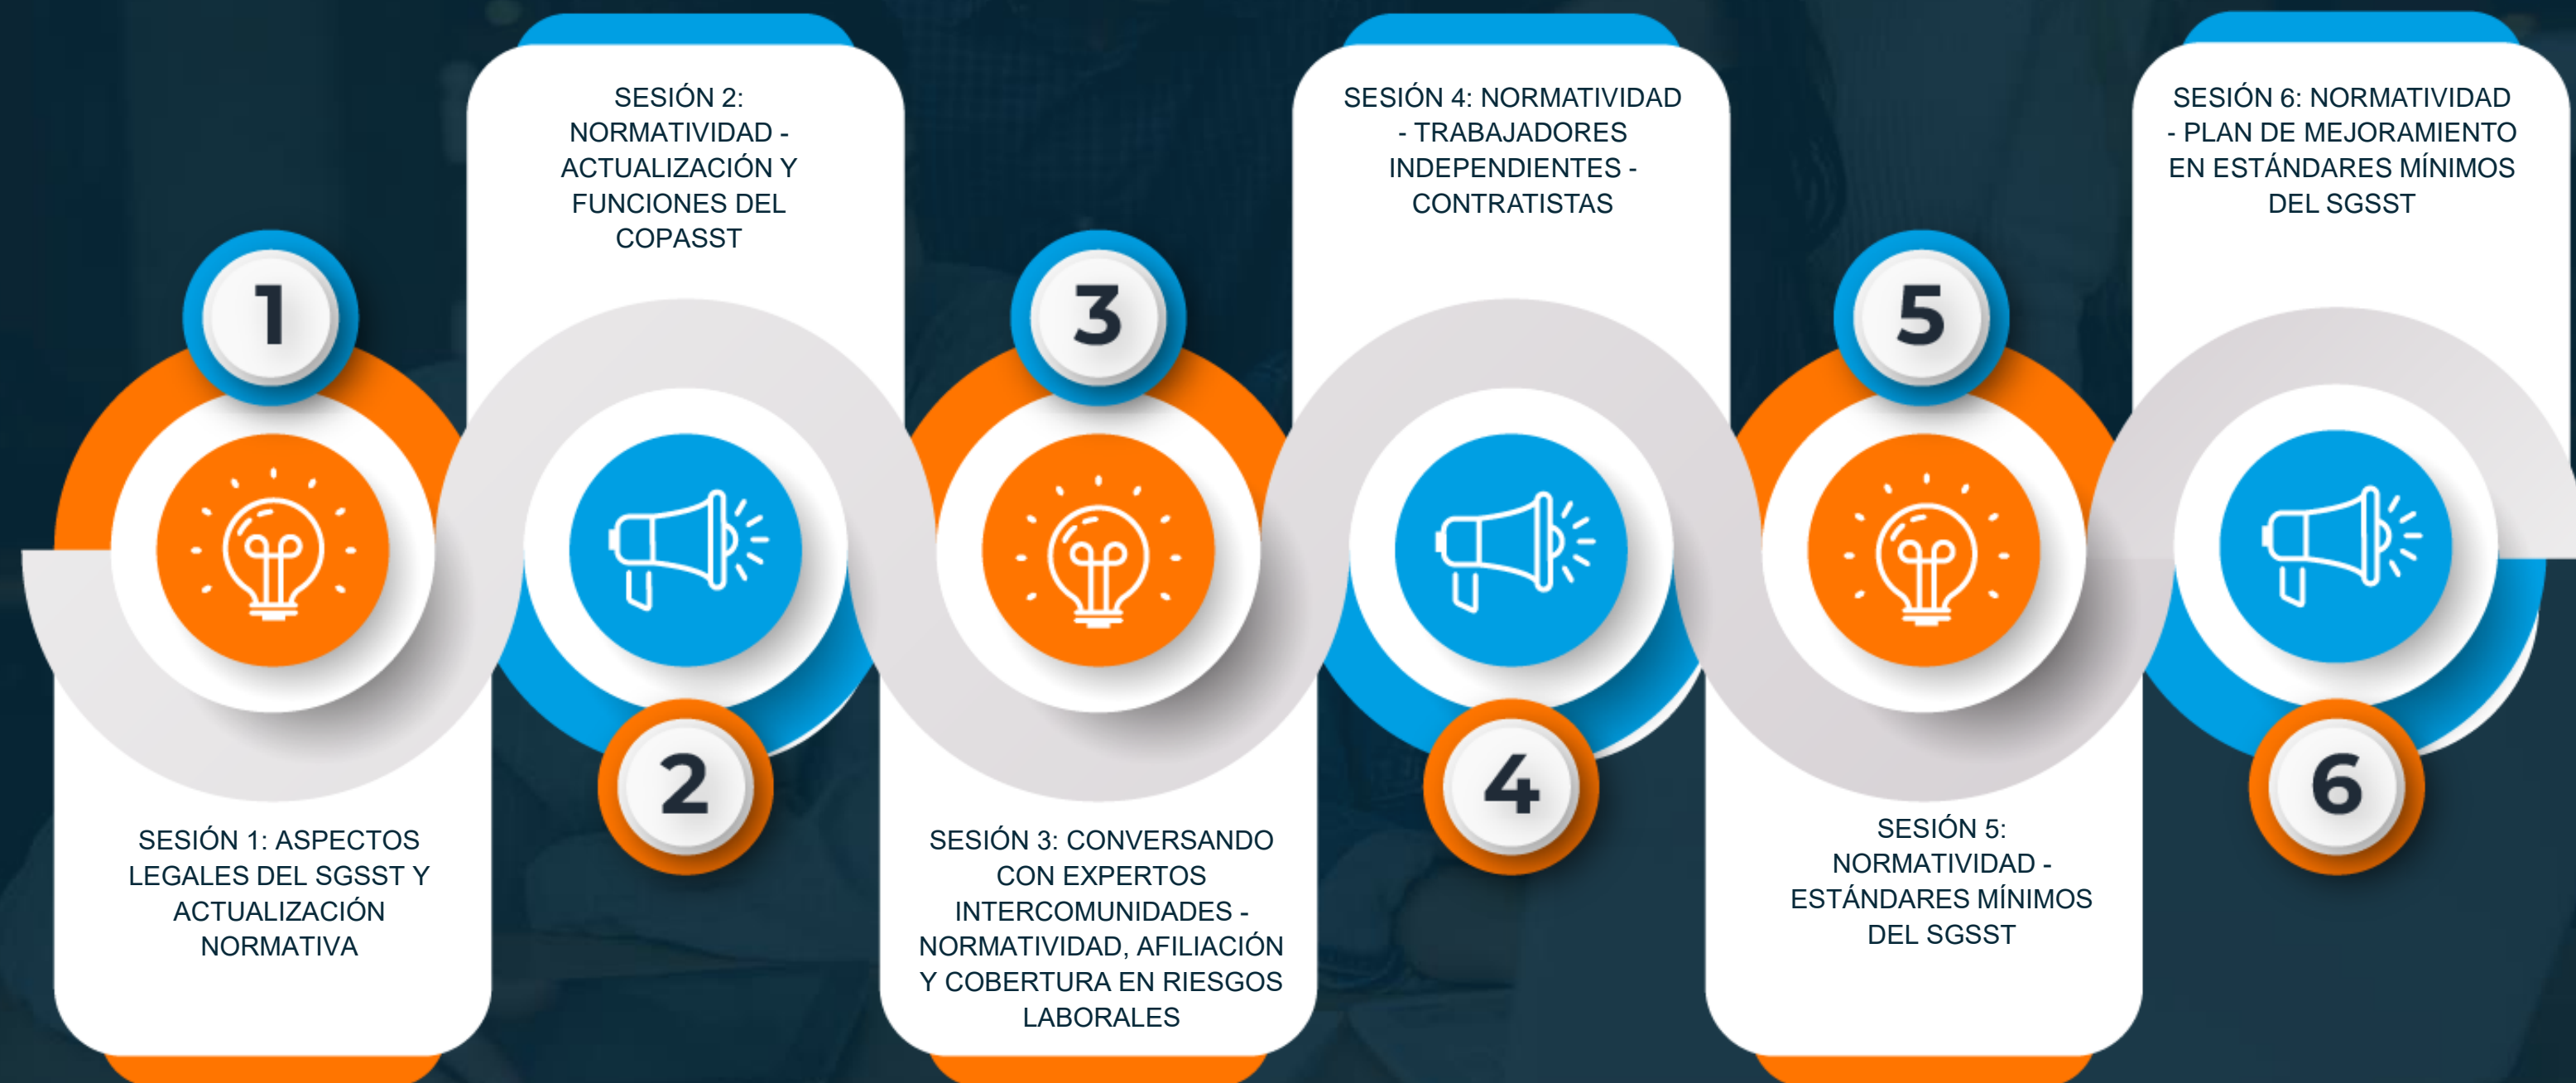 1
SESIÓN 1: ASPECTOS
LEGALES DEL SGSST Y
ACTUALIZACIÓN
NORMATIVA
SESIÓN 2:
NORMATIVIDAD -
ACTUALIZACIÓN Y
FUNCIONES DEL
COPASST
2
3
SESIÓN 3: CONVERSANDO
CON EXPERTOS
INTERCOMUNIDADES -
NORMATIVIDAD, AFILIACIÓN
Y COBERTURA EN RIESGOS
LABORALES
SESIÓN 4: NORMATIVIDAD
- TRABAJADORES
INDEPENDIENTES -
CONTRATISTAS
4
5
SESIÓN 5:
NORMATIVIDAD -
ESTÁNDARES MÍNIMOS
DEL SGSST
SESIÓN 6: NORMATIVIDAD
- PLAN DE MEJORAMIENTO
EN ESTÁNDARES MÍNIMOS
DEL SGSST
6